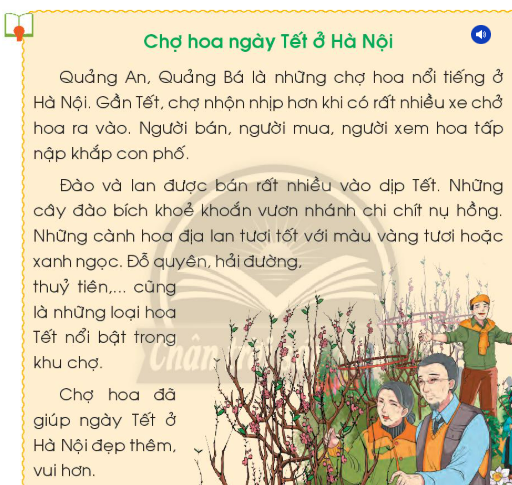 Chợ hoa ngày Tết ở Hà Nội
Quảng An, Quảng Bá là những chợ hoa nổi tiếng ở
Hà Nội. Gần Tết, chợ nhộn nhịp hơn khi có rất nhiều xe chở
hoa ra vào. Người bán, người mua, người xem hoa tấp
nập khắp con phố.
Đào và lan được bán rất nhiều vào dịp Tết. Những
cây đào bích khoẻ khoắn vươn nhánh chi chít nụ hồng.
Những cành hoa địa lan tươi tốt với màu vàng tươi hoặc
xanh ngọc. Đỗ quyên, hải đường,
thuỷ tiên,... cũng
là những loại hoa
Tết nổi bật trong
khu chợ.
Chợ hoa đã
giúp ngày Tết ở
Hà Nội đẹp thêm,
vui hơn.